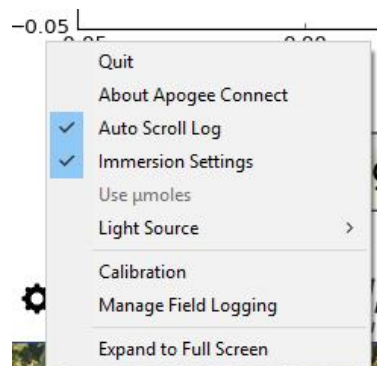 −0.05
Quit
About Apogee Connect
Auto Scroll Log
Immersion Settings
Use µmoles
Light Source
Calibration
Manage Field Logging
Expand to Full Screen